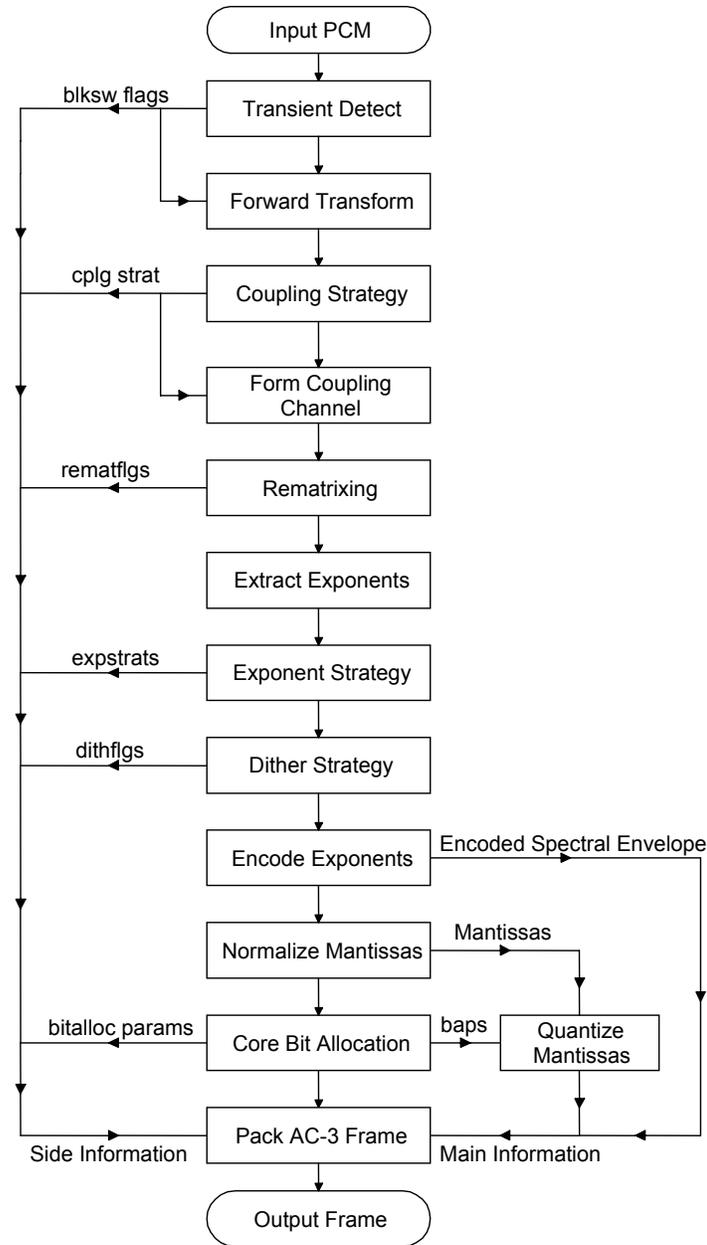 Input PCM
blksw flags
Transient Detect
Forward Transform
cplg strat
Coupling Strategy
Form Coupling
Channel
rematflgs
Rematrixing
Extract Exponents
expstrats
Exponent Strategy
dithflgs
Dither Strategy
Encode Exponents
Encoded Spectral Envelope
Normalize Mantissas
Mantissas
bitalloc params
Core Bit Allocation
baps
Quantize
Mantissas
Side Information
Pack AC-3 Frame
Main Information
Output Frame